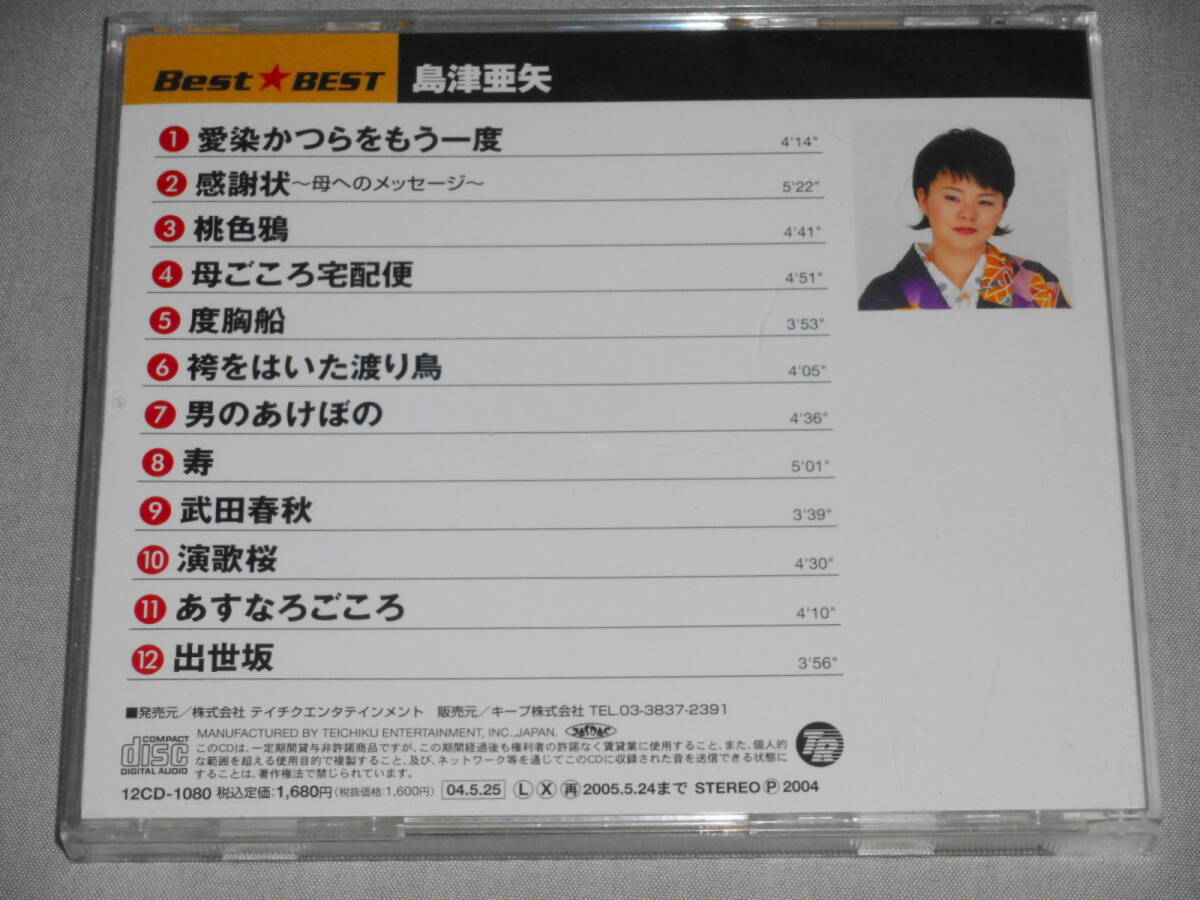 Best★BEST 島津亜矢
1 愛染かつらをもう一度 4'14"
2 感謝状～母へのメッセージ～ 5'22"
3 桃色鴉 4'41"
4 母ごころ宅配便 4'51"
5 度胸船 3'53"
6 袴をはいた渡り鳥 4'05"
7 男のあけぼの 4'36"
8 寿 5'01"
9 武田春秋 3'39"
10 演歌桜 4'30"
11 あすなろごころ 4'10"
12 出世坂 3'56"
■発売元／株式会社 テイチクエンタテインメント 販売元／キープ株式会社 TEL.03-3837-2391
MANUFACTURED BY TEICHIKU ENTERTAINMENT, INC.,JAPAN. JASRAC
COMPACT disc DIGITAL AUDIO
このCDは、一定期間貸与非許諾商品ですが、この期間経過後も権利者の許諾なく賃貸業に使用すること、また、個人的
な範囲を超える使用目的で複製すること、及び、ネットワーク等を通じてこのCDに収録された音を送信できる状態に
することは、著作権法で禁じられています。
12CD-1080 税込定価:1,680円(税抜価格:1,600円) 04.5.25 Ⓛ Ⓧ ㊢ 2005.5.24まで STEREO Ⓟ 2004